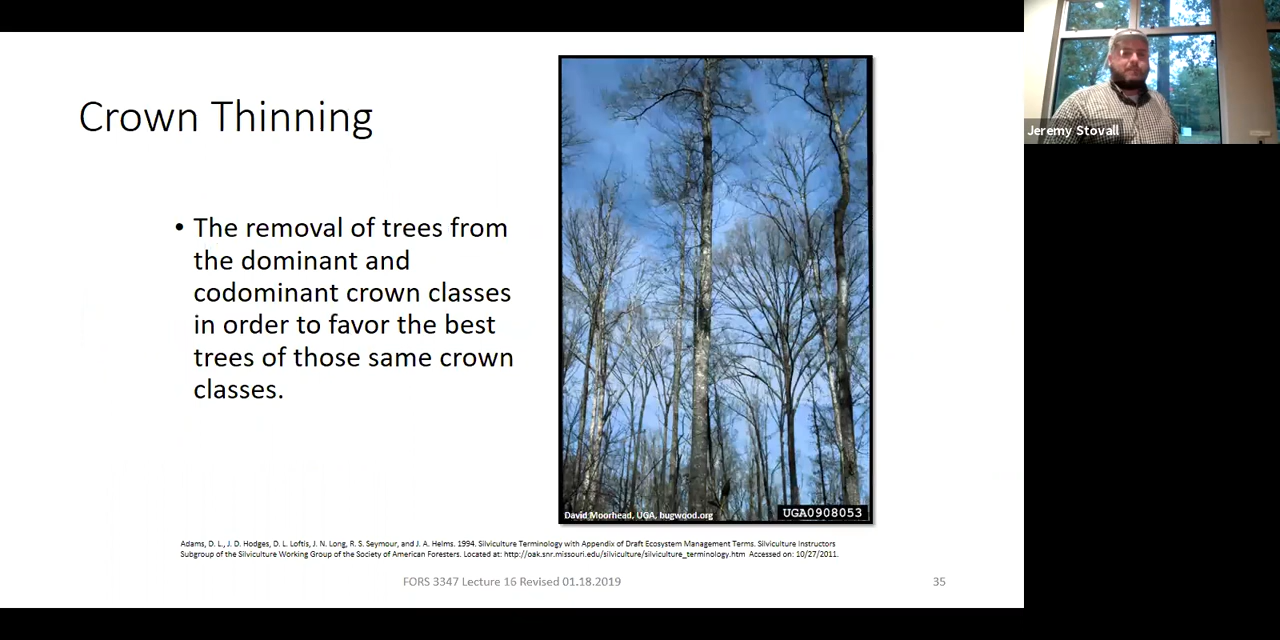 Crown Thinning
• The removal of trees from
the dominant and
codominant crown classes
in order to favor the best
trees of those same crown
classes.
David Moorhead, UGA, bugwood.org
UGA0908053
Adams, D. L., J. D. Hodges, D. L. Loftis, J. N. Long, R. S. Seymour, and J. A. Helms. 1994. Silviculture Terminology with Appendix of Draft Ecosystem Management Terms. Silviculture Instructors
Subgroup of the Silviculture Working Group of the Society of American Foresters. Located at: http://oak.snr.missouri.edu/silviculture/silviculture_terminology.htm Accessed on: 10/27/2011.
FORS 3347 Lecture 16 Revised 01.18.2019
35
Jeremy Stovall